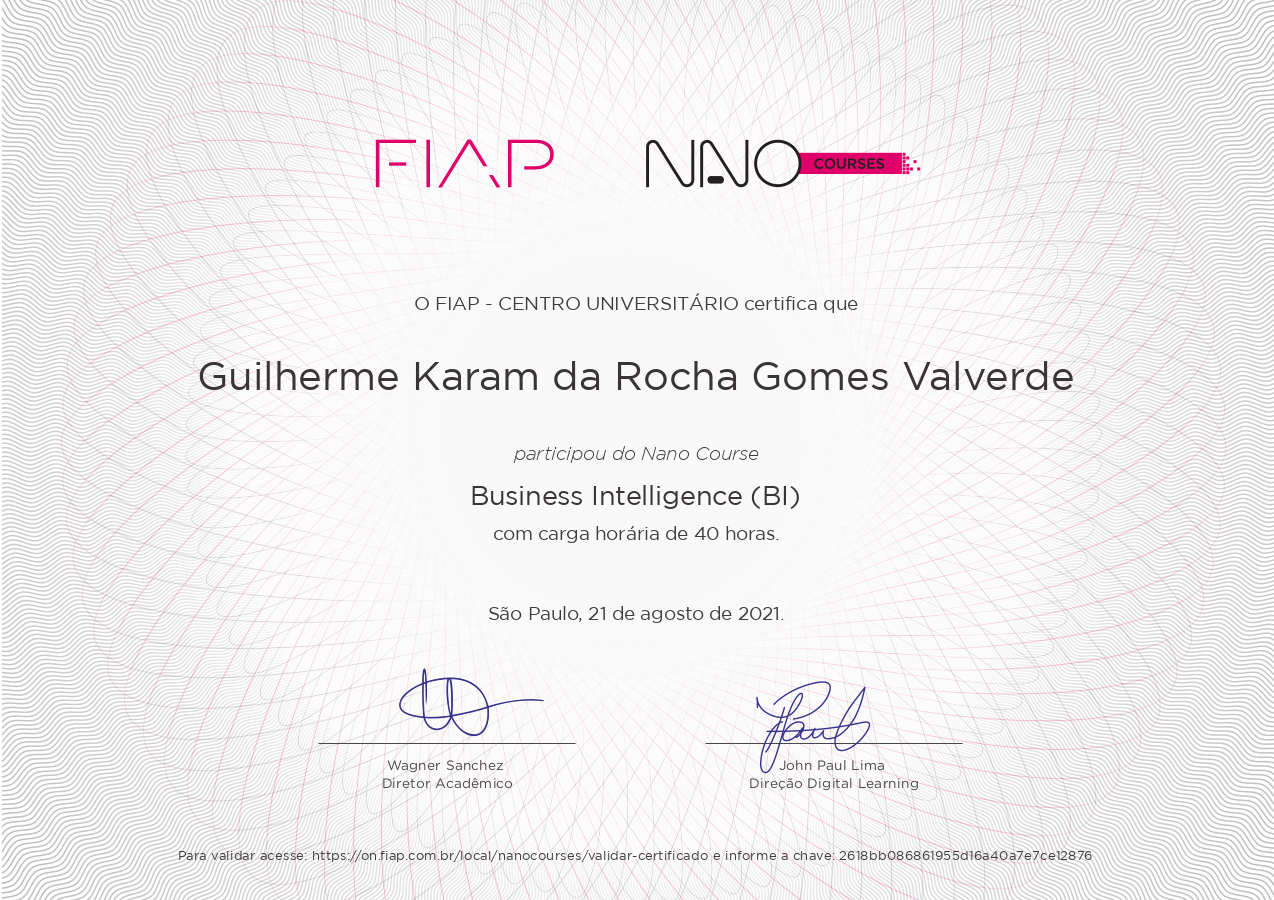 FIAP NANO COURSES
O FIAP - CENTRO UNIVERSITÁRIO certifica que
Guilherme Karam da Rocha Gomes Valverde
participou do Nano Course
Business Intelligence (BI)
com carga horária de 40 horas.
São Paulo, 21 de agosto de 2021.
Wagner Sanchez
Diretor Acadêmico
John Paul Lima
Direção Digital Learning
Para validar acesse: https://on.fiap.com.br/local/nanocourses/validar-certificado e informe a chave: 2618bb086861955d16a40a7e7ce12876